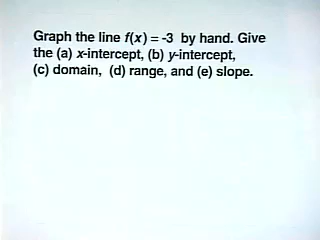 Graph the line f(x) = -3 by hand. Give
the (a) x-intercept, (b) y-intercept,
(c) domain, (d) range, and (e) slope.